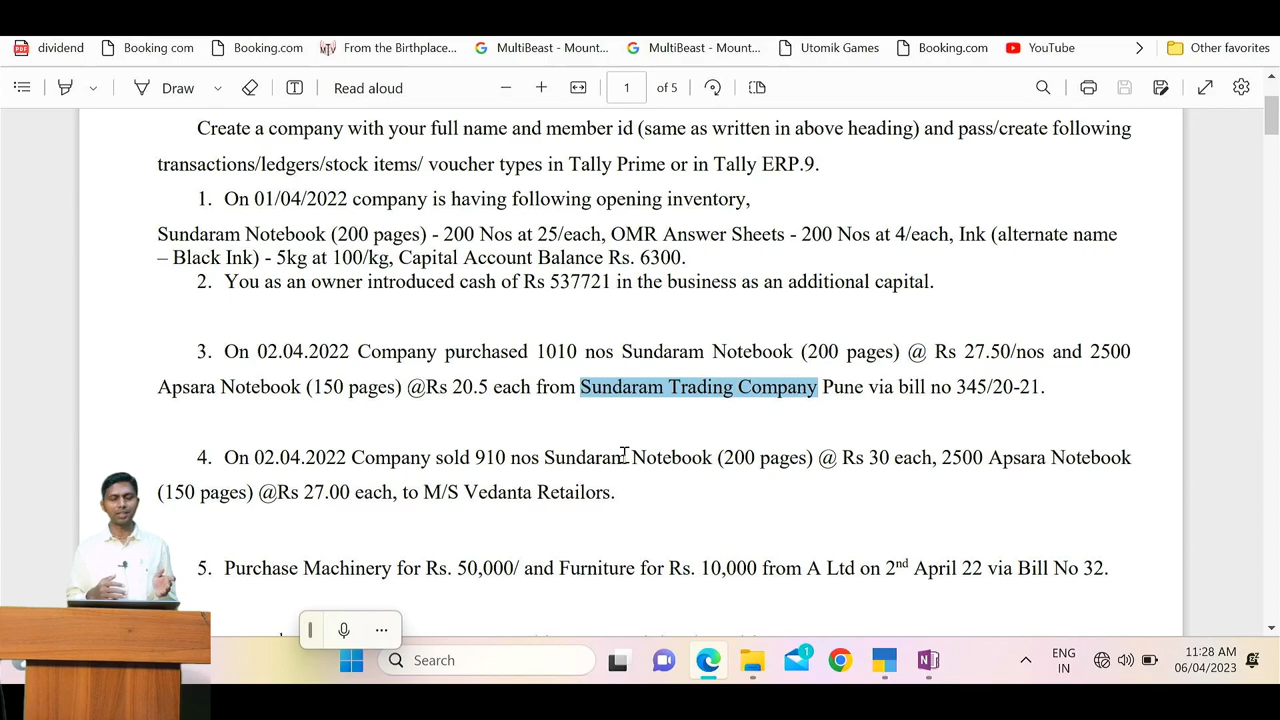 dividend Booking com Booking.com From the Birthplace... MultiBeast - Mount... MultiBeast - Mount... Utomik Games Booking.com YouTube Other favorites
Draw Read aloud 1 of 5
Create a company with your full name and member id (same as written in above heading) and pass/create following
transactions/ledgers/stock items/ voucher types in Tally Prime or in Tally ERP.9.
1. On 01/04/2022 company is having following opening inventory,
Sundaram Notebook (200 pages) - 200 Nos at 25/each, OMR Answer Sheets - 200 Nos at 4/each, Ink (alternate name
– Black Ink) - 5kg at 100/kg, Capital Account Balance Rs. 6300.
2. You as an owner introduced cash of Rs 537721 in the business as an additional capital.
3. On 02.04.2022 Company purchased 1010 nos Sundaram Notebook (200 pages) @ Rs 27.50/nos and 2500
Apsara Notebook (150 pages) @Rs 20.5 each from Sundaram Trading Company Pune via bill no 345/20-21.
4. On 02.04.2022 Company sold 910 nos Sundaram Notebook (200 pages) @ Rs 30 each, 2500 Apsara Notebook
(150 pages) @Rs 27.00 each, to M/S Vedanta Retailors.
5. Purchase Machinery for Rs. 50,000/ and Furniture for Rs. 10,000 from A Ltd on 2nd April 22 via Bill No 32.
Search 1 ENG 11:28 AM
IN 06/04/2023